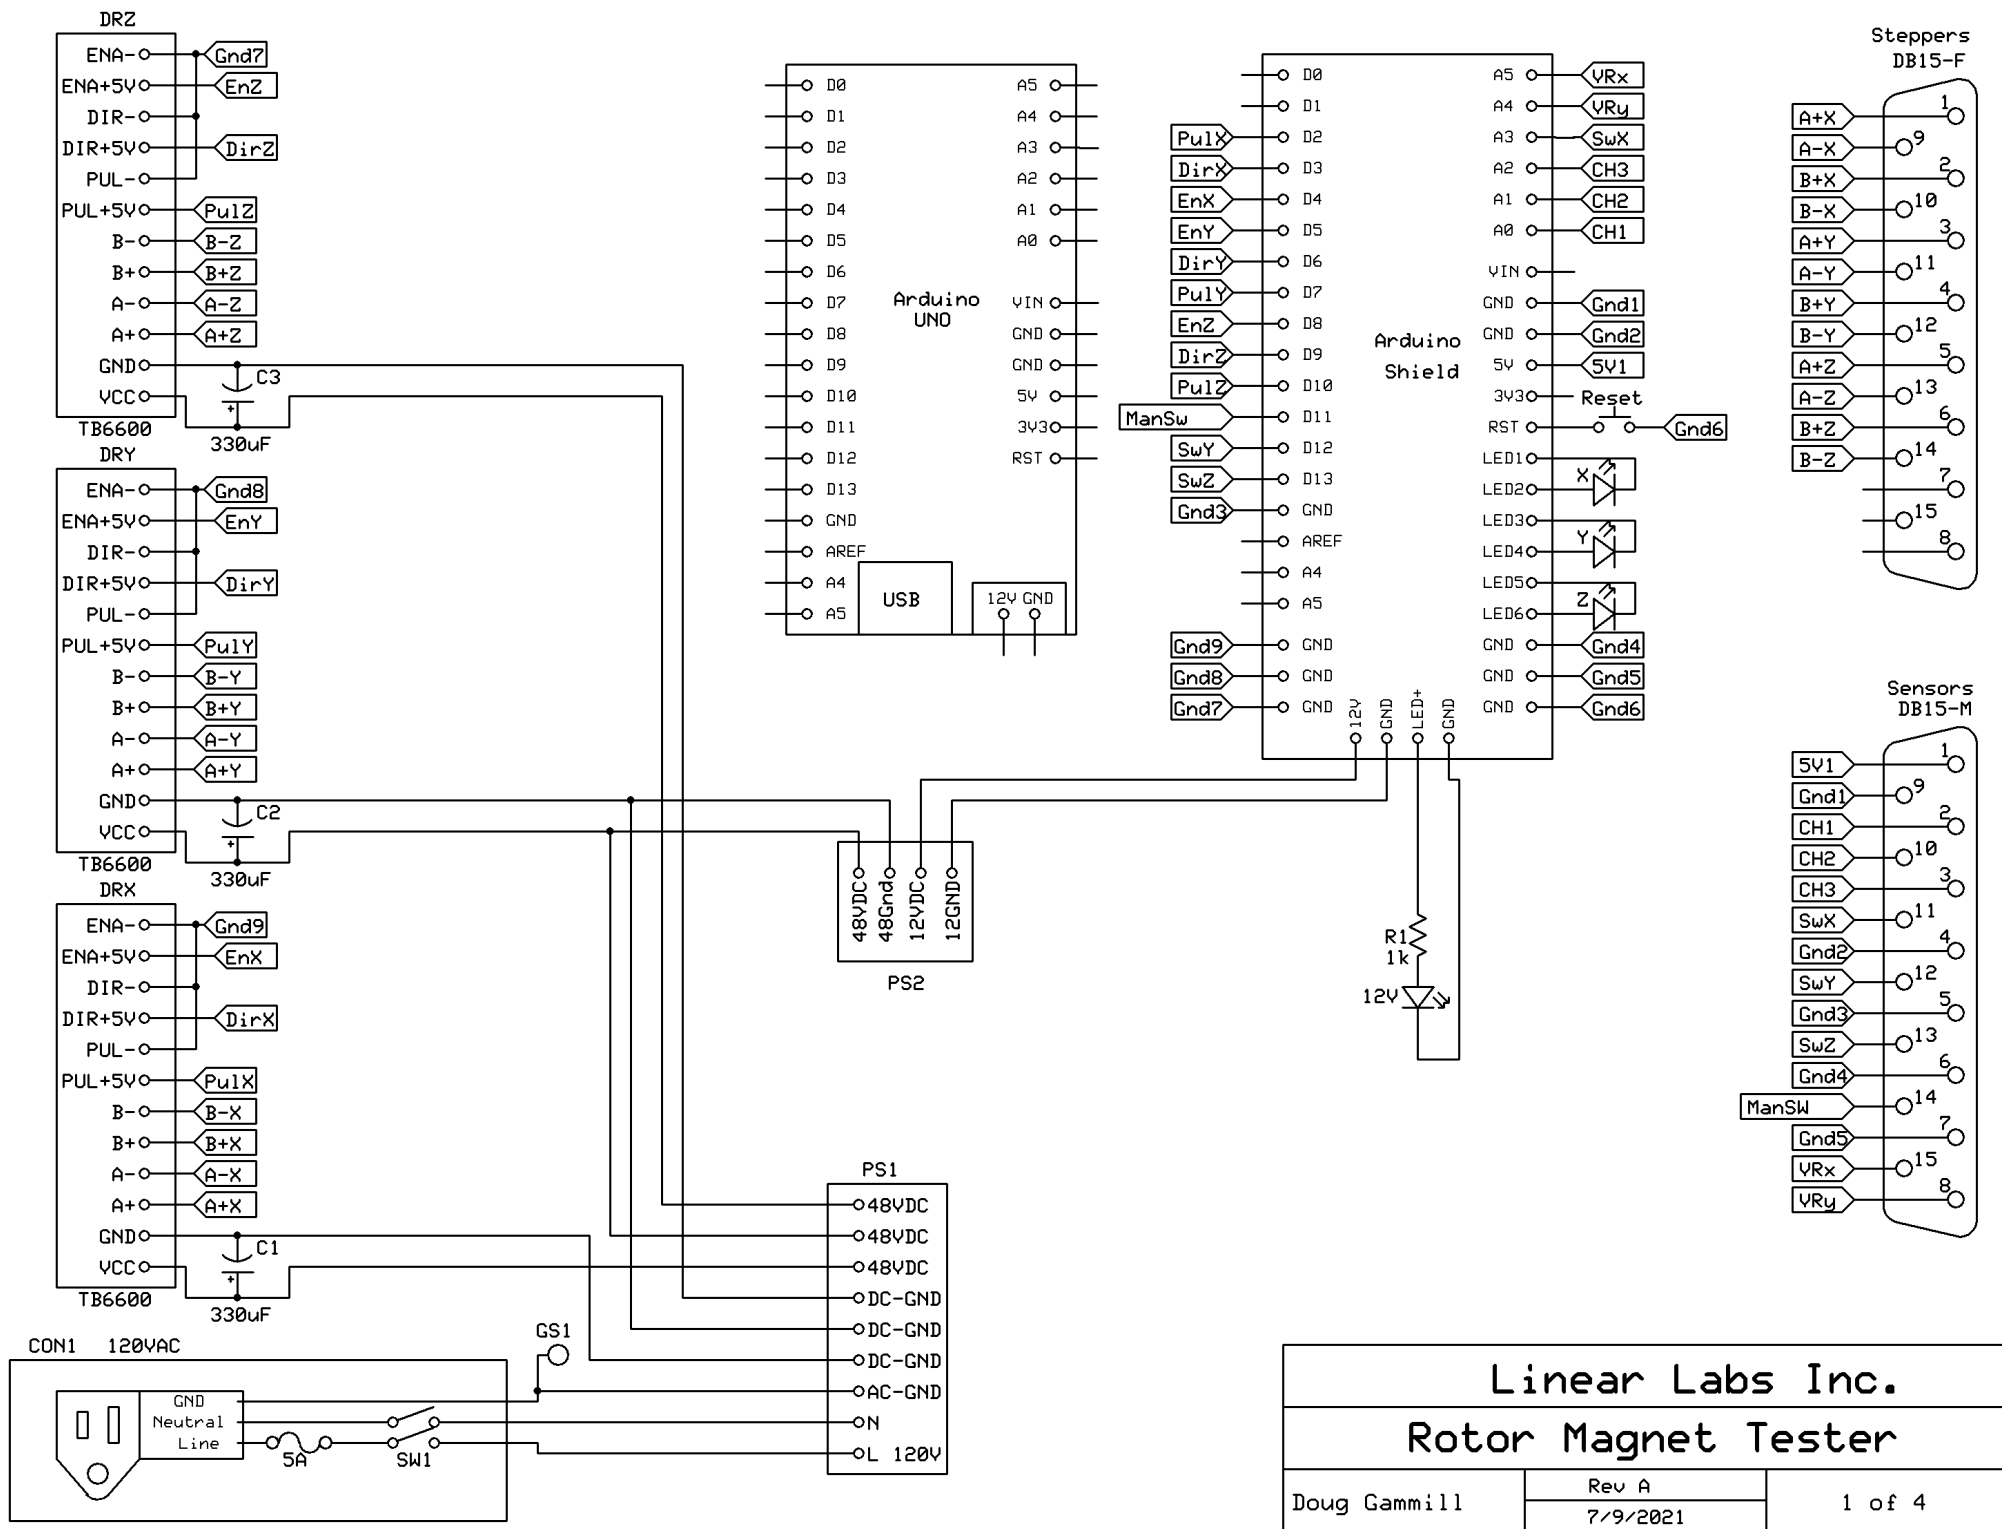 DRZ
ENA-
Gnd7
ENA+5V
EnZ
DIR-
DIR+5V
DirZ
PUL-
PUL+5V
PulZ
B-
B-Z
B+
B+Z
A-
A-Z
A+
A+Z
GND
C3
VCC
+
TB6600
330uF
DRY
ENA-
Gnd8
ENA+5V
EnY
DIR-
DIR+5V
DirY
PUL-
PUL+5V
PulY
B-
B-Y
B+
B+Y
A-
A-Y
A+
A+Y
GND
C2
VCC
+
TB6600
330uF
DRX
ENA-
Gnd9
ENA+5V
EnX
DIR-
DIR+5V
DirX
PUL-
PUL+5V
PulX
B-
B-X
B+
B+X
A-
A-X
A+
A+X
GND
C1
VCC
+
TB6600
330uF
CON1 120VAC
GND
Neutral
Line
5A
SW1
GS1
PS1
48VDC
48VDC
48VDC
DC-GND
DC-GND
DC-GND
AC-GND
N
L 120V
D0
D1
D2
D3
D4
D5
D6
D7
D8
D9
D10
D11
D12
D13
GND
AREF
A4
A5
Arduino
UNO
A5
A4
A3
A2
A1
A0
VIN
GND
GND
5V
3V3
RST
USB
12V GND
48VDC
48Gnd
12VDC
12GND
PS2
D0
D1
PulX D2
DirX D3
EnX D4
EnY D5
DirY D6
PulY D7
EnZ D8
DirZ D9
PulZ D10
ManSw D11
SwY D12
SwZ D13
Gnd3 GND
AREF
A4
A5
Gnd9 GND
Gnd8 GND
Gnd7 GND
Arduino
Shield
A5 VRx
A4 VRy
A3 SwX
A2 CH3
A1 CH2
A0 CH1
VIN
GND Gnd1
GND Gnd2
5V 5V1
3V3 Reset
RST Gnd6
LED1
X
LED2
LED3
Y
LED4
LED5
Z
LED6
GND Gnd4
GND Gnd5
GND Gnd6
12V
GND
LED+
GND
R1
1k
12V
Steppers
DB15-F
A+X 1
A-X 9
B+X 2
B-X 10
A+Y 3
A-Y 11
B+Y 4
B-Y 12
A+Z 5
A-Z 13
B+Z 6
B-Z 14
7
15
8
Sensors
DB15-M
5V1 1
Gnd1 9
CH1 2
CH2 10
CH3 3
SwX 11
Gnd2 4
SwY 12
Gnd3 5
SwZ 13
Gnd4 6
ManSW 14
Gnd5 7
VRx 15
VRy 8
Linear Labs Inc.
Rotor Magnet Tester
Doug Gammill
Rev A
7/9/2021
1 of 4